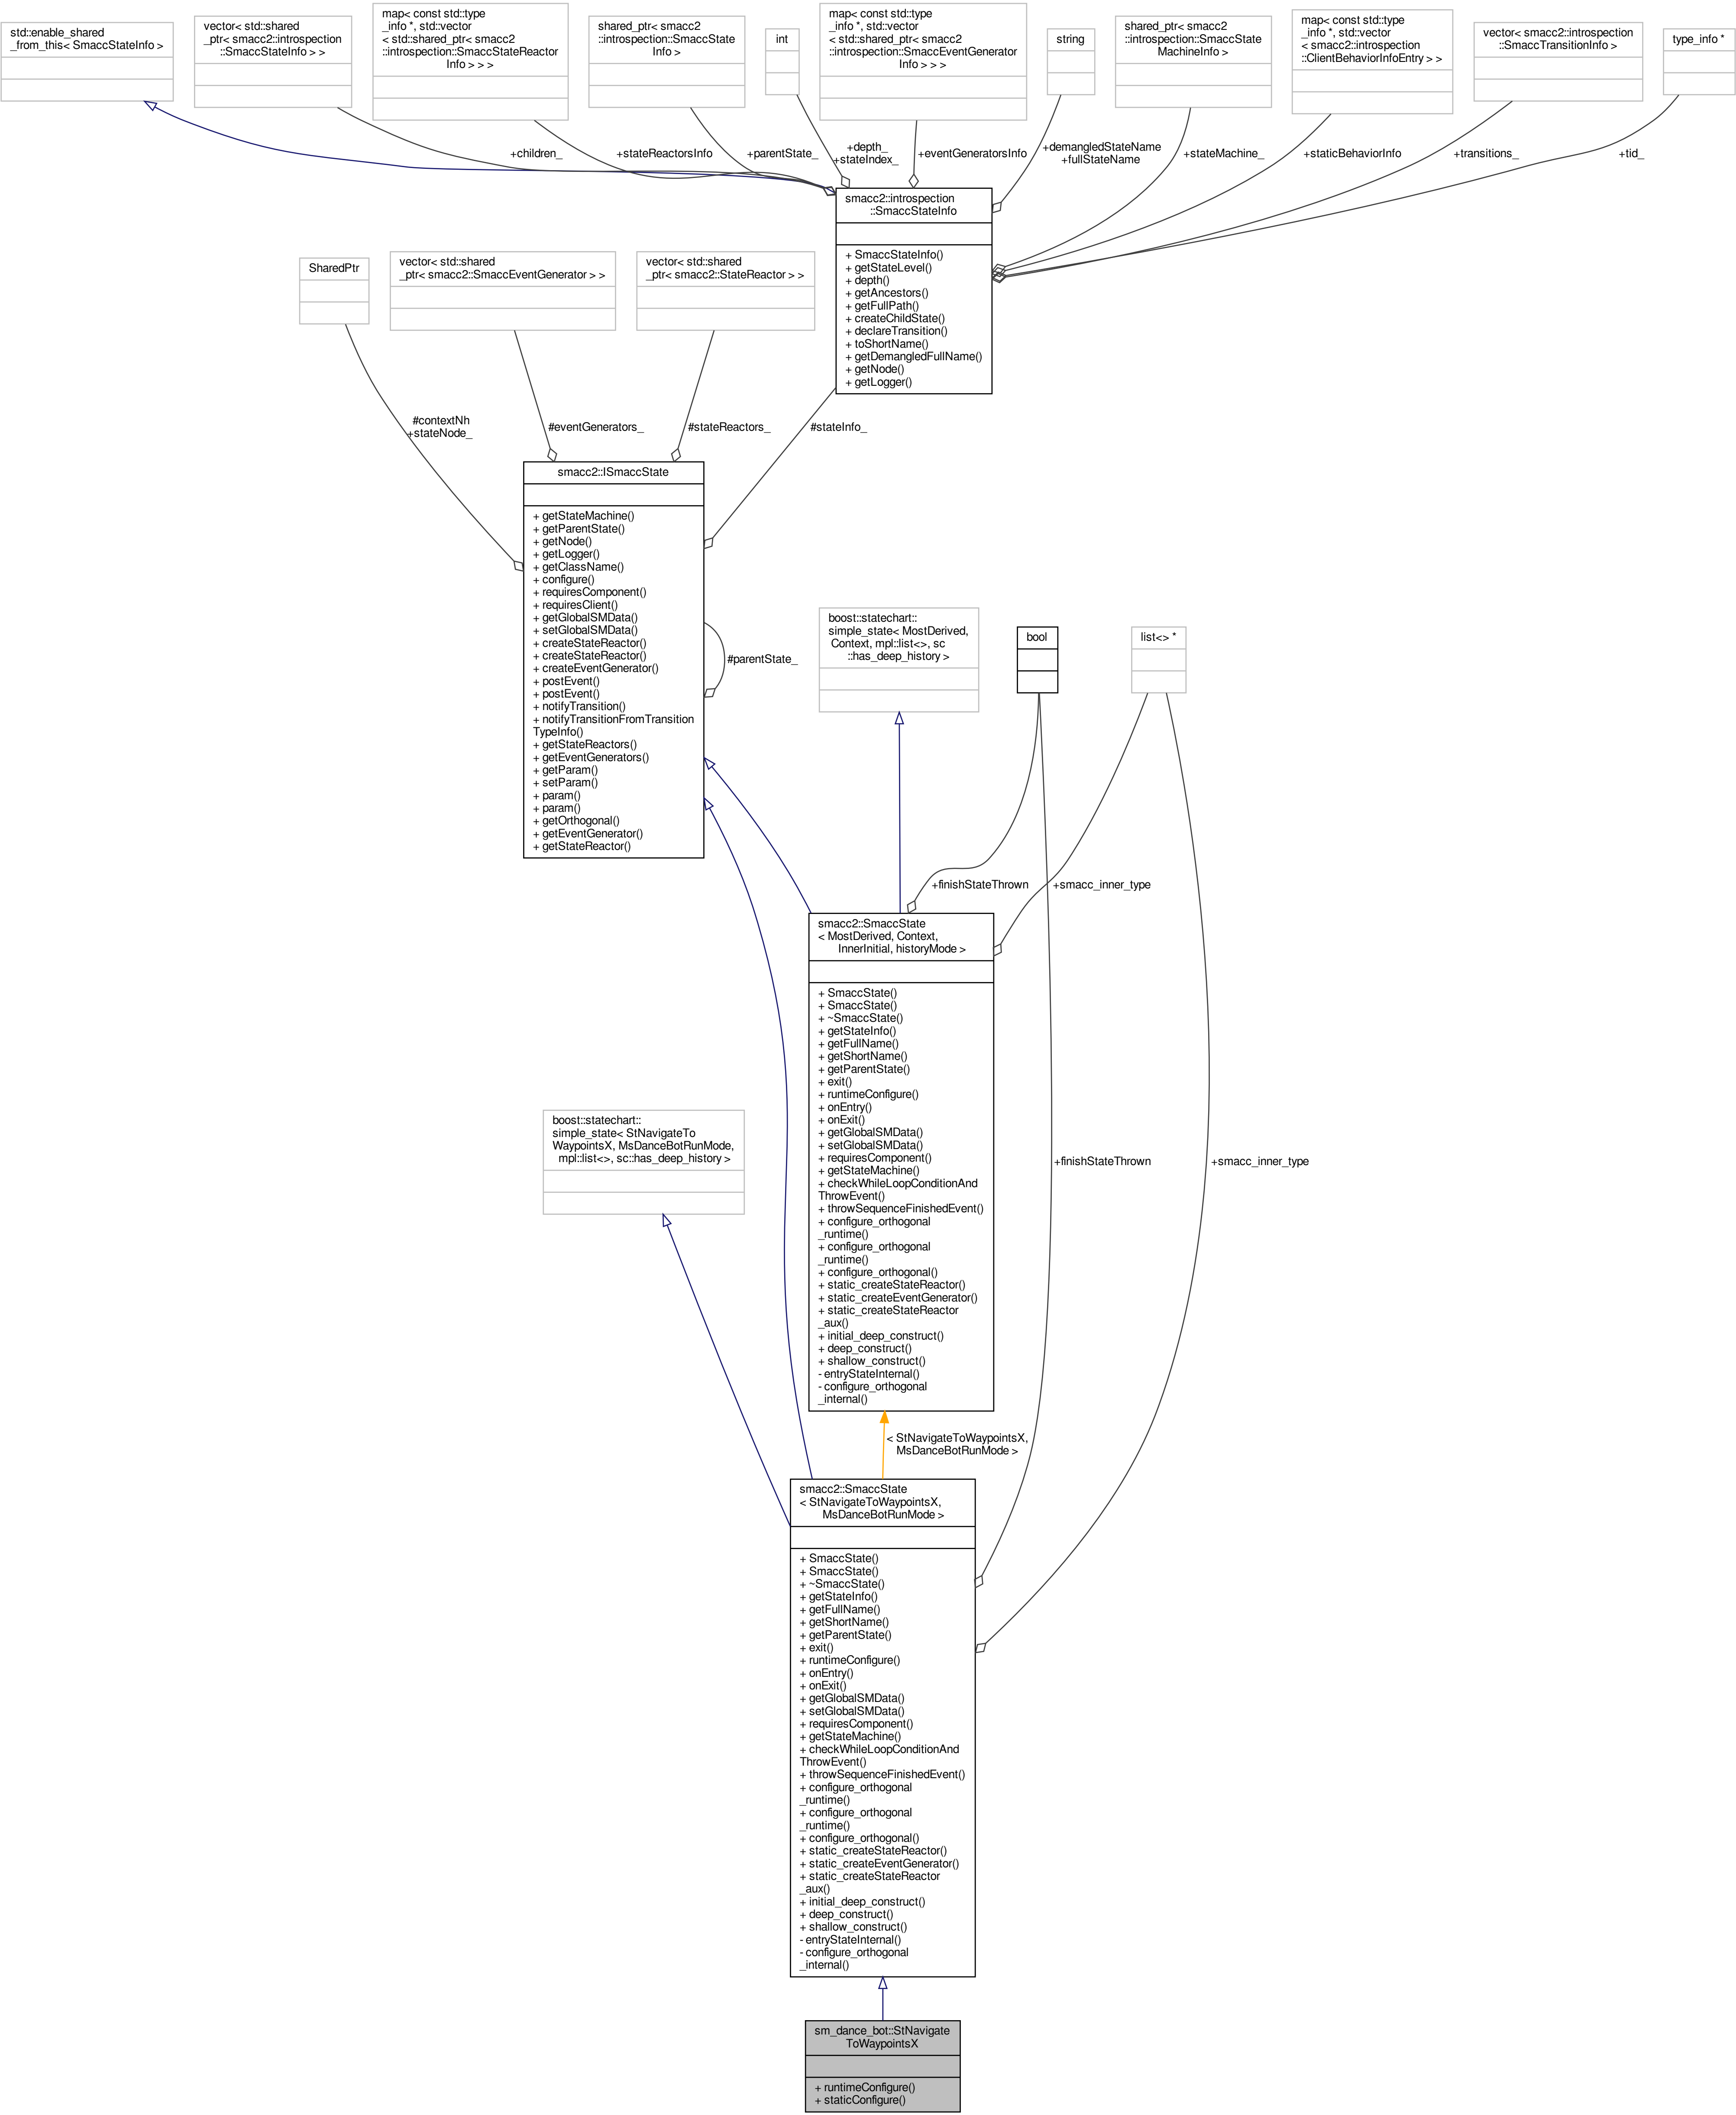 std::enable_shared
_from_this< SmaccStateInfo >
vector< std::shared
_ptr< smacc2::introspection
::SmaccStateInfo > >
map< const std::type
_info *, std::vector
< std::shared_ptr< smacc2
::introspection::SmaccStateReactor
Info > > >
shared_ptr< smacc2
::introspection::SmaccState
Info >
int
map< const std::type
_info *, std::vector
< std::shared_ptr< smacc2
::introspection::SmaccEventGenerator
Info > > >
string
shared_ptr< smacc2
::introspection::SmaccState
MachineInfo >
map< const std::type
_info *, std::vector
< smacc2::introspection
::ClientBehaviorInfoEntry > >
vector< smacc2::introspection
::SmaccTransitionInfo >
type_info *
+children_
+stateReactorsInfo
+parentState_
+depth_
+stateIndex_
+eventGeneratorsInfo
+demangledStateName
+fullStateName
+stateMachine_
+staticBehaviorInfo
+transitions_
+tid_
smacc2::introspection
::SmaccStateInfo
+ SmaccStateInfo()
+ getStateLevel()
+ depth()
+ getAncestors()
+ getFullPath()
+ createChildState()
+ declareTransition()
+ toShortName()
+ getDemangledFullName()
+ getNode()
+ getLogger()
SharedPtr
vector< std::shared
_ptr< smacc2::SmaccEventGenerator > >
vector< std::shared
_ptr< smacc2::StateReactor > >
#contextNh
+stateNode_
#eventGenerators_
#stateReactors_
#stateInfo_
smacc2::ISmaccState
+ getStateMachine()
+ getParentState()
+ getNode()
+ getLogger()
+ getClassName()
+ configure()
+ requiresComponent()
+ requiresClient()
+ getGlobalSMData()
+ setGlobalSMData()
+ createStateReactor()
+ createStateReactor()
+ createEventGenerator()
+ postEvent()
+ postEvent()
+ notifyTransition()
+ notifyTransitionFromTransition
TypeInfo()
+ getStateReactors()
+ getEventGenerators()
+ getParam()
+ setParam()
+ param()
+ param()
+ getOrthogonal()
+ getEventGenerator()
+ getStateReactor()
#parentState_
boost::statechart::
simple_state< MostDerived,
Context, mpl::list<>, sc
::has_deep_history >
bool
list<> *
+finishStateThrown
+smacc_inner_type
smacc2::SmaccState
< MostDerived, Context,
InnerInitial, historyMode >
+ SmaccState()
+ SmaccState()
+ ~SmaccState()
+ getStateInfo()
+ getFullName()
+ getShortName()
+ getParentState()
+ exit()
+ runtimeConfigure()
+ onEntry()
+ onExit()
+ getGlobalSMData()
+ setGlobalSMData()
+ requiresComponent()
+ getStateMachine()
+ checkWhileLoopConditionAnd
ThrowEvent()
+ throwSequenceFinishedEvent()
+ configure_orthogonal
_runtime()
+ configure_orthogonal
_runtime()
+ configure_orthogonal()
+ static_createStateReactor()
+ static_createEventGenerator()
+ static_createStateReactor
_aux()
+ initial_deep_construct()
+ deep_construct()
+ shallow_construct()
- entryStateInternal()
- configure_orthogonal
_internal()
boost::statechart::
simple_state< StNavigateTo
WaypointsX, MsDanceBotRunMode,
mpl::list<>, sc::has_deep_history >
+finishStateThrown
+smacc_inner_type
< StNavigateToWaypointsX,
MsDanceBotRunMode >
smacc2::SmaccState
< StNavigateToWaypointsX,
MsDanceBotRunMode >
+ SmaccState()
+ SmaccState()
+ ~SmaccState()
+ getStateInfo()
+ getFullName()
+ getShortName()
+ getParentState()
+ exit()
+ runtimeConfigure()
+ onEntry()
+ onExit()
+ getGlobalSMData()
+ setGlobalSMData()
+ requiresComponent()
+ getStateMachine()
+ checkWhileLoopConditionAnd
ThrowEvent()
+ throwSequenceFinishedEvent()
+ configure_orthogonal
_runtime()
+ configure_orthogonal
_runtime()
+ configure_orthogonal()
+ static_createStateReactor()
+ static_createEventGenerator()
+ static_createStateReactor
_aux()
+ initial_deep_construct()
+ deep_construct()
+ shallow_construct()
- entryStateInternal()
- configure_orthogonal
_internal()
sm_dance_bot::StNavigate
ToWaypointsX
+ runtimeConfigure()
+ staticConfigure()